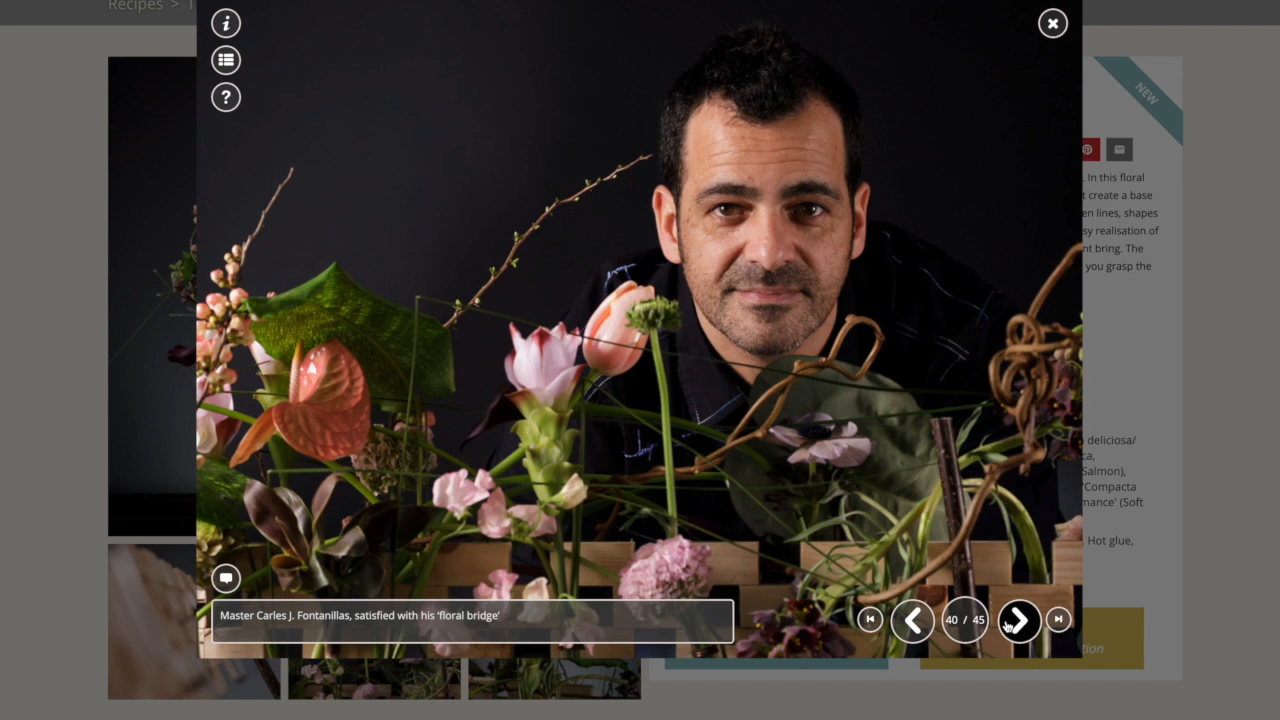 Recipes >
NEW
. In this floral
t create a base
en lines, shapes
sy realisation of
nt bring. The
you grasp the
deliciosa/
ca,
Salmon),
'Compacta
mance' (Soft
Hot glue,
Master Carles J. Fontanillas, satisfied with his 'floral bridge'
40 / 45
tion